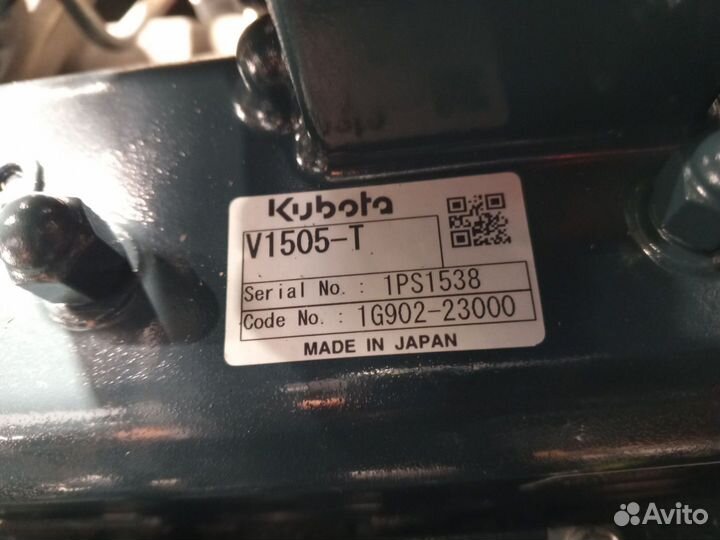 Kubota
V1505-T
Serial No. : 1PS1538
Code No. : 1G902-23000
MADE IN JAPAN
Avito